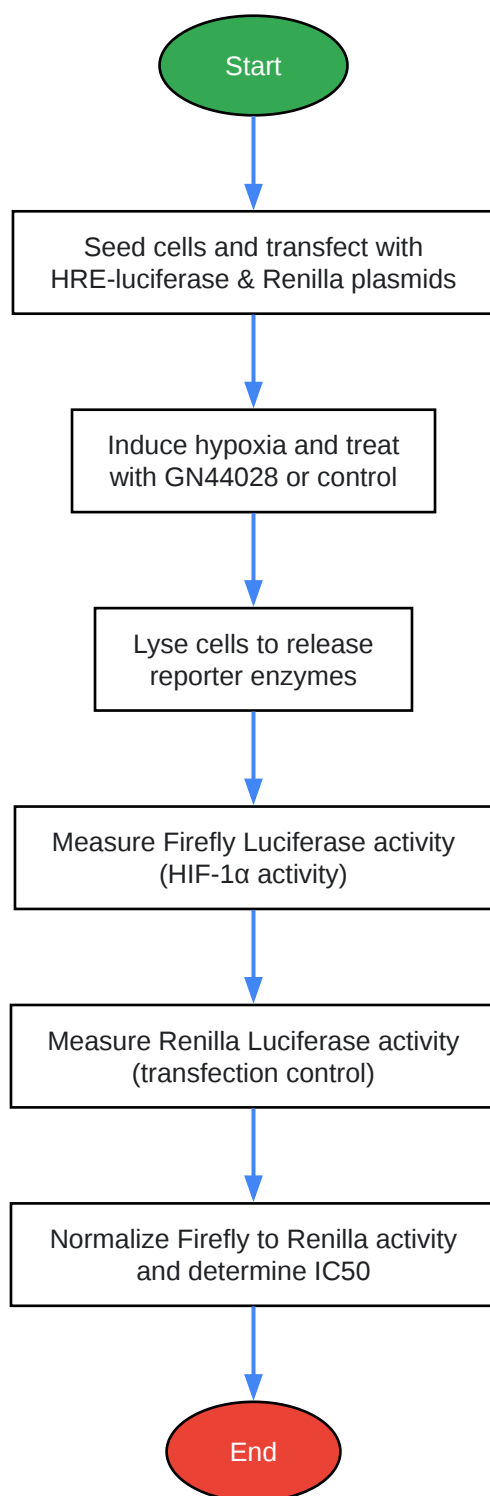 Start
Seed cells and transfect with
HRE-luciferase & Renilla plasmids
Induce hypoxia and treat
with GN44028 or control
Lyse cells to release
reporter enzymes
Measure Firefly Luciferase activity
(HIF-1α activity)
Measure Renilla Luciferase activity
(transfection control)
Normalize Firefly to Renilla activity
and determine IC50
End